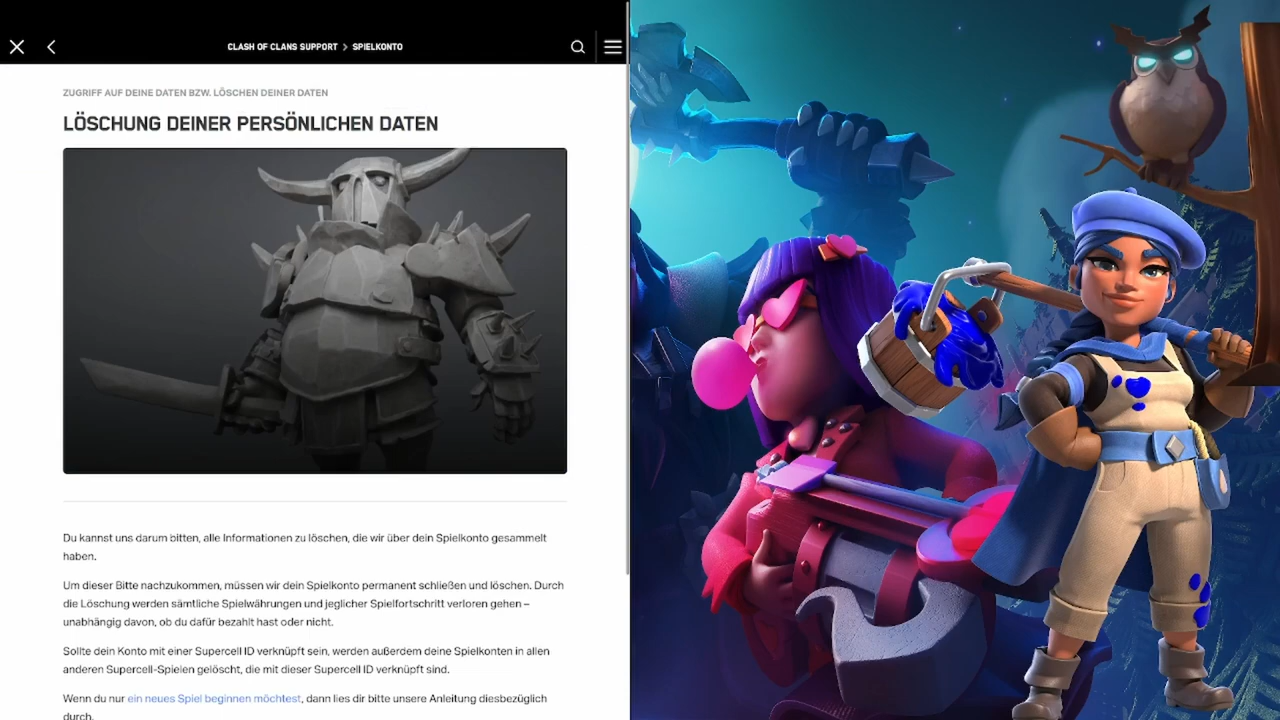 CLASH OF CLANS SUPPORT > SPIELKONTO
ZUGRIFF AUF DEINE DATEN BZW. LÖSCHEN DEINER DATEN
LÖSCHUNG DEINER PERSÖNLICHEN DATEN
Du kannst uns darum bitten, alle Informationen zu löschen, die wir über dein Spielkonto gesammelt
haben.
Um dieser Bitte nachzukommen, müssen wir dein Spielkonto permanent schließen und löschen. Durch
die Löschung werden sämtliche Spielwährungen und jeglicher Spielfortschritt verloren gehen –
unabhängig davon, ob du dafür bezahlt hast oder nicht.
Sollte dein Konto mit einer Supercell ID verknüpft sein, werden außerdem deine Spielkonten in allen
anderen Supercell-Spielen gelöscht, die mit dieser Supercell ID verknüpft sind.
Wenn du nur ein neues Spiel beginnen möchtest, dann lies dir bitte unsere Anleitung diesbezüglich
durch.